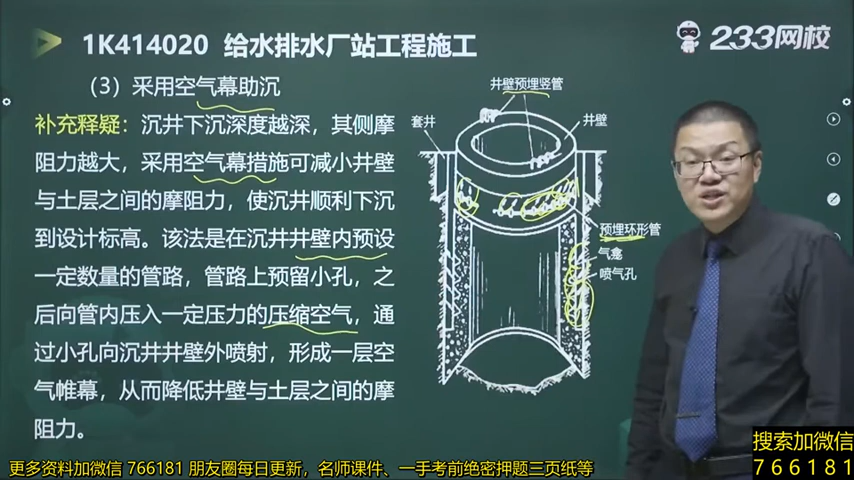 1K414020 给水排水厂站工程施工
233网校
（3）采用空气幕助沉
补充释疑：沉井下沉深度越深，其侧摩
阻力越大，采用空气幕措施可减小井壁
与土层之间的摩阻力，使沉井顺利下沉
到设计标高。该法是在沉井井壁内预设
一定数量的管路，管路上预留小孔，之
后向管内压入一定压力的压缩空气，通
过小孔向沉井井壁外喷射，形成一层空
气帷幕，从而降低井壁与土层之间的摩
阻力。
井壁预埋竖管
套井
井壁
预埋环形管
气龛
喷气孔
搜索加微信
766181
更多资料加微信 766181 朋友圈每日更新，名师课件、一手考前绝密押题三页纸等